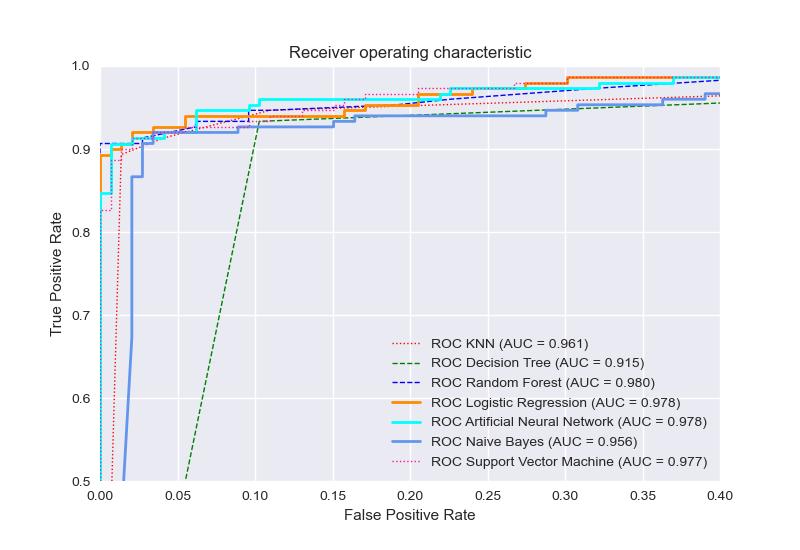 Receiver operating characteristic
1.0
0.9
0.8
0.7
0.6
0.5
True Positive Rate
ROC KNN (AUC = 0.961)
ROC Decision Tree (AUC = 0.915)
ROC Random Forest (AUC = 0.980)
ROC Logistic Regression (AUC = 0.978)
ROC Artificial Neural Network (AUC = 0.978)
ROC Naive Bayes (AUC = 0.956)
ROC Support Vector Machine (AUC = 0.977)
0.00 0.05 0.10 0.15 0.20 0.25 0.30 0.35 0.40
False Positive Rate